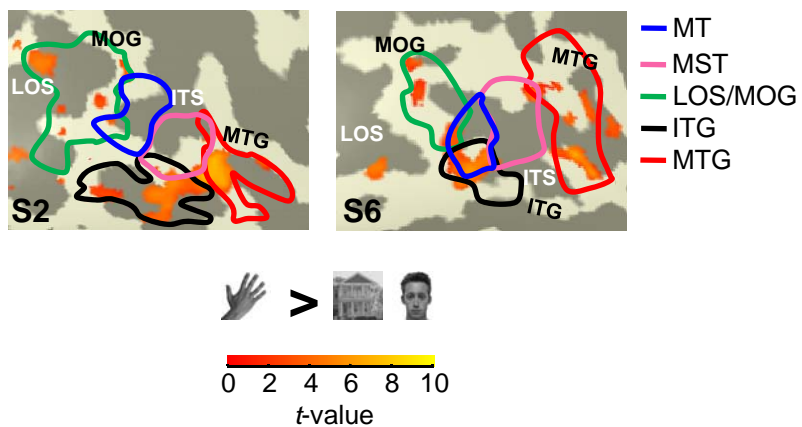 MOG
LOS
ITS
MTG
S2
MOG
MTG
LOS
ITS
ITG
S6
MT
MST
LOS/MOG
ITG
MTG
>
0 2 4 6 8 10
t-value